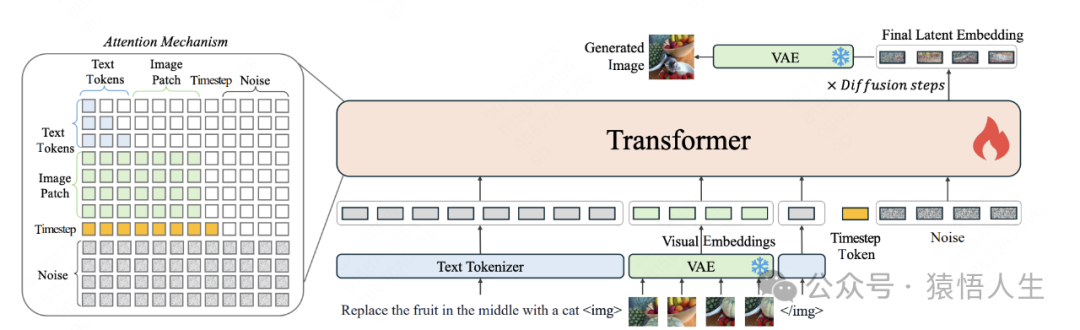 Attention Mechanism
Text
Tokens
Image
Patch
Timestep
Noise
Text
Tokens
Image
Patch
Timestep
Noise
Generated
Image
VAE
Final Latent Embedding
× Diffusion steps
Transformer
Visual Embeddings
Timestep
Token
Noise
Text Tokenizer
VAE
Replace the fruit in the middle with a cat <img>
</img>
公众号 · 猿悟人生